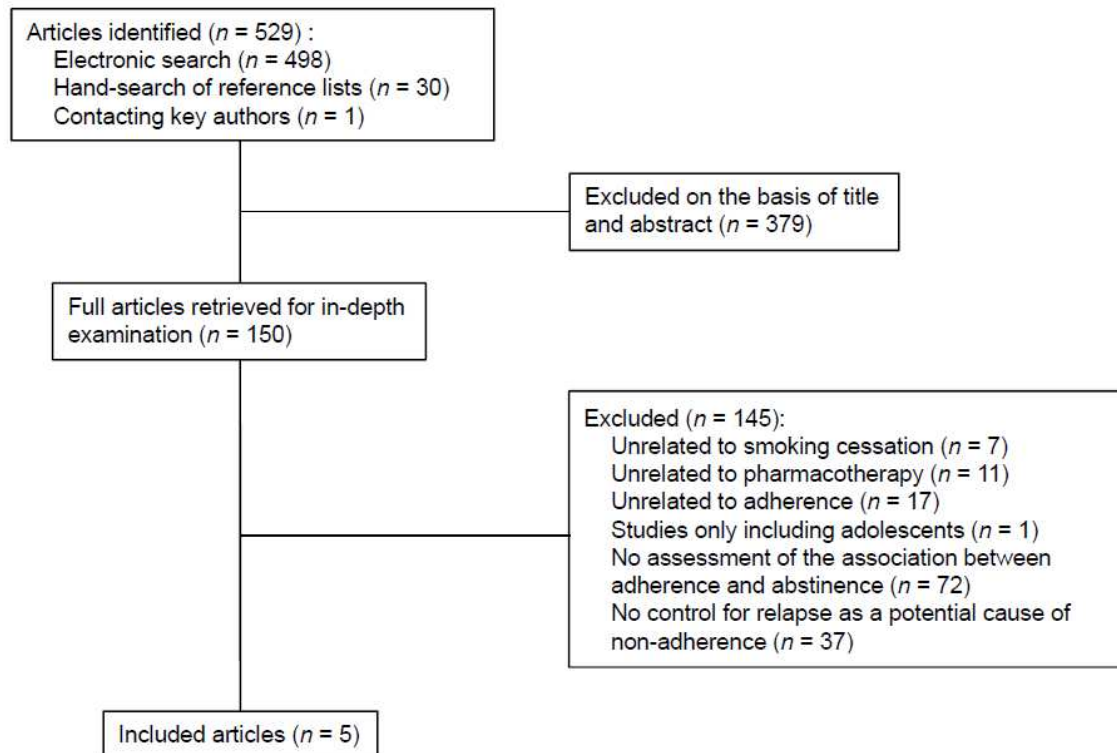 Articles identified (n = 529) :
Electronic search (n = 498)
Hand-search of reference lists (n = 30)
Contacting key authors (n = 1)
Excluded on the basis of title
and abstract (n = 379)
Full articles retrieved for in-depth
examination (n = 150)
Excluded (n = 145):
Unrelated to smoking cessation (n = 7)
Unrelated to pharmacotherapy (n = 11)
Unrelated to adherence (n = 17)
Studies only including adolescents (n = 1)
No assessment of the association between
adherence and abstinence (n = 72)
No control for relapse as a potential cause of
non-adherence (n = 37)
Included articles (n = 5)